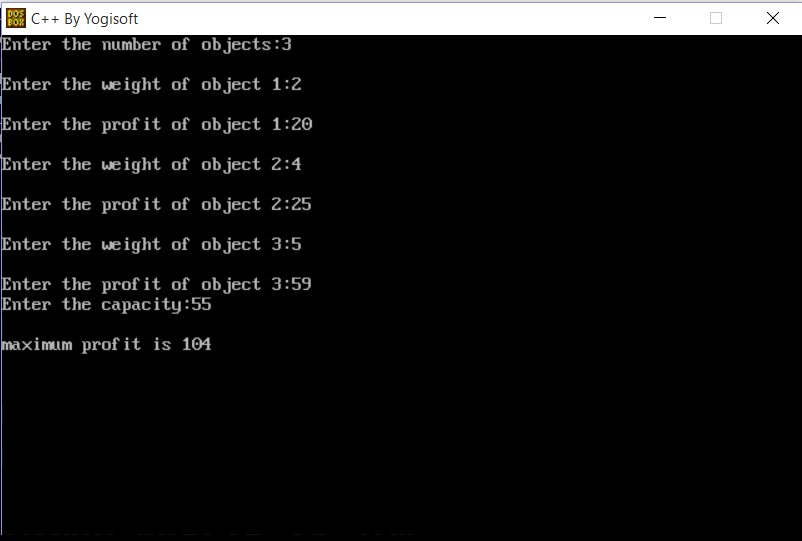 DOS
BOX
C++ By Yogisoft
Enter the number of objects:3
Enter the weight of object 1:2
Enter the profit of object 1:20
Enter the weight of object 2:4
Enter the profit of object 2:25
Enter the weight of object 3:5
Enter the profit of object 3:59
Enter the capacity:55
maximum profit is 104